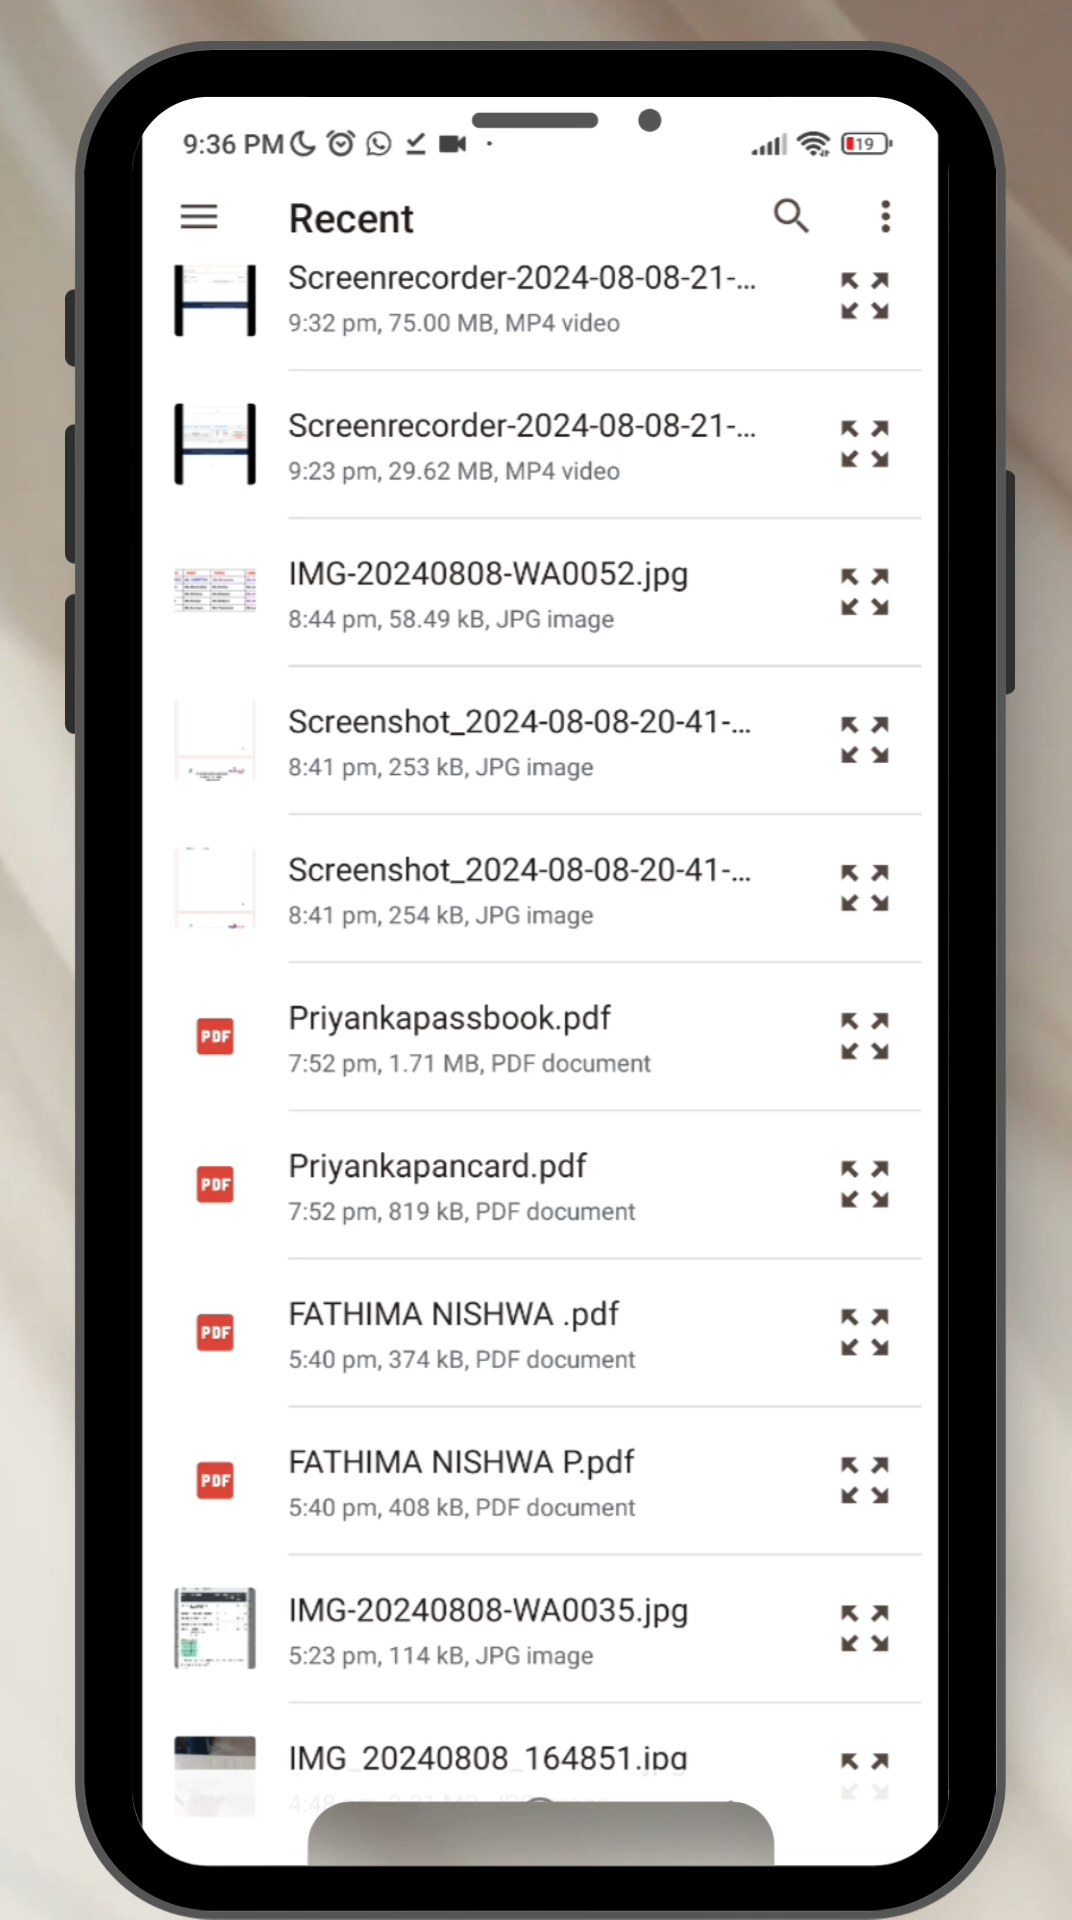 9:36 PM
19
Recent
Screenrecorder-2024-08-08-21-...
9:32 pm, 75.00 MB, MP4 video
Screenrecorder-2024-08-08-21-...
9:23 pm, 29.62 MB, MP4 video
IMG-20240808-WA0052.jpg
8:44 pm, 58.49 kB, JPG image
Screenshot_2024-08-08-20-41-...
8:41 pm, 253 kB, JPG image
Screenshot_2024-08-08-20-41-...
8:41 pm, 254 kB, JPG image
PDF
Priyankapassbook.pdf
7:52 pm, 1.71 MB, PDF document
PDF
Priyankapancard.pdf
7:52 pm, 819 kB, PDF document
PDF
FATHIMA NISHWA .pdf
5:40 pm, 374 kB, PDF document
PDF
FATHIMA NISHWA P.pdf
5:40 pm, 408 kB, PDF document
IMG-20240808-WA0035.jpg
5:23 pm, 114 kB, JPG image
IMG_20240808_164851.jpg
4:48 pm